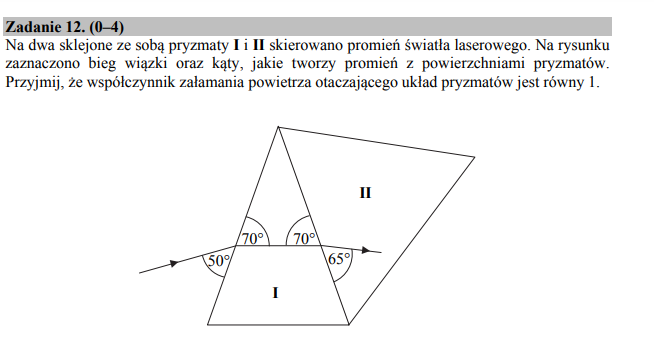 Zadanie 12. (0–4)
Na dwa sklejone ze sobą pryzmaty I i II skierowano promień światła laserowego. Na rysunku
zaznaczono bieg wiązki oraz kąty, jakie tworzy promień z powierzchniami pryzmatów.
Przyjmij, że współczynnik załamania powietrza otaczającego układ pryzmatów jest równy 1.
II
70° 70°
50° 65°
I